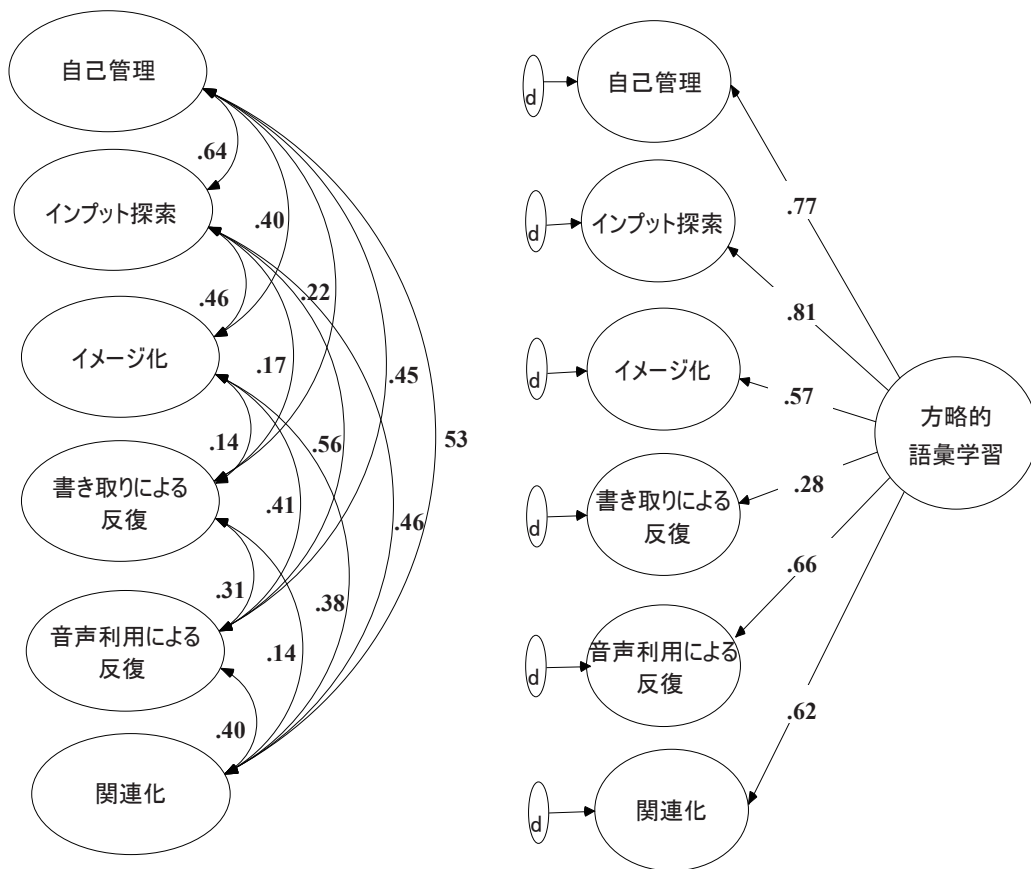 自己管理
.64
インプット探索
.40
.46
.22
イメージ化
.17
.45
.14
.56
53
書き取りによる
反復
.41
.46
.31
.38
音声利用による
反復
.14
.40
関連化
d
自己管理
.77
d
インプット探索
.81
d
イメージ化
.57
方略的
語彙学習
.28
d
書き取りによる
反復
.66
d
音声利用による
反復
.62
d
関連化